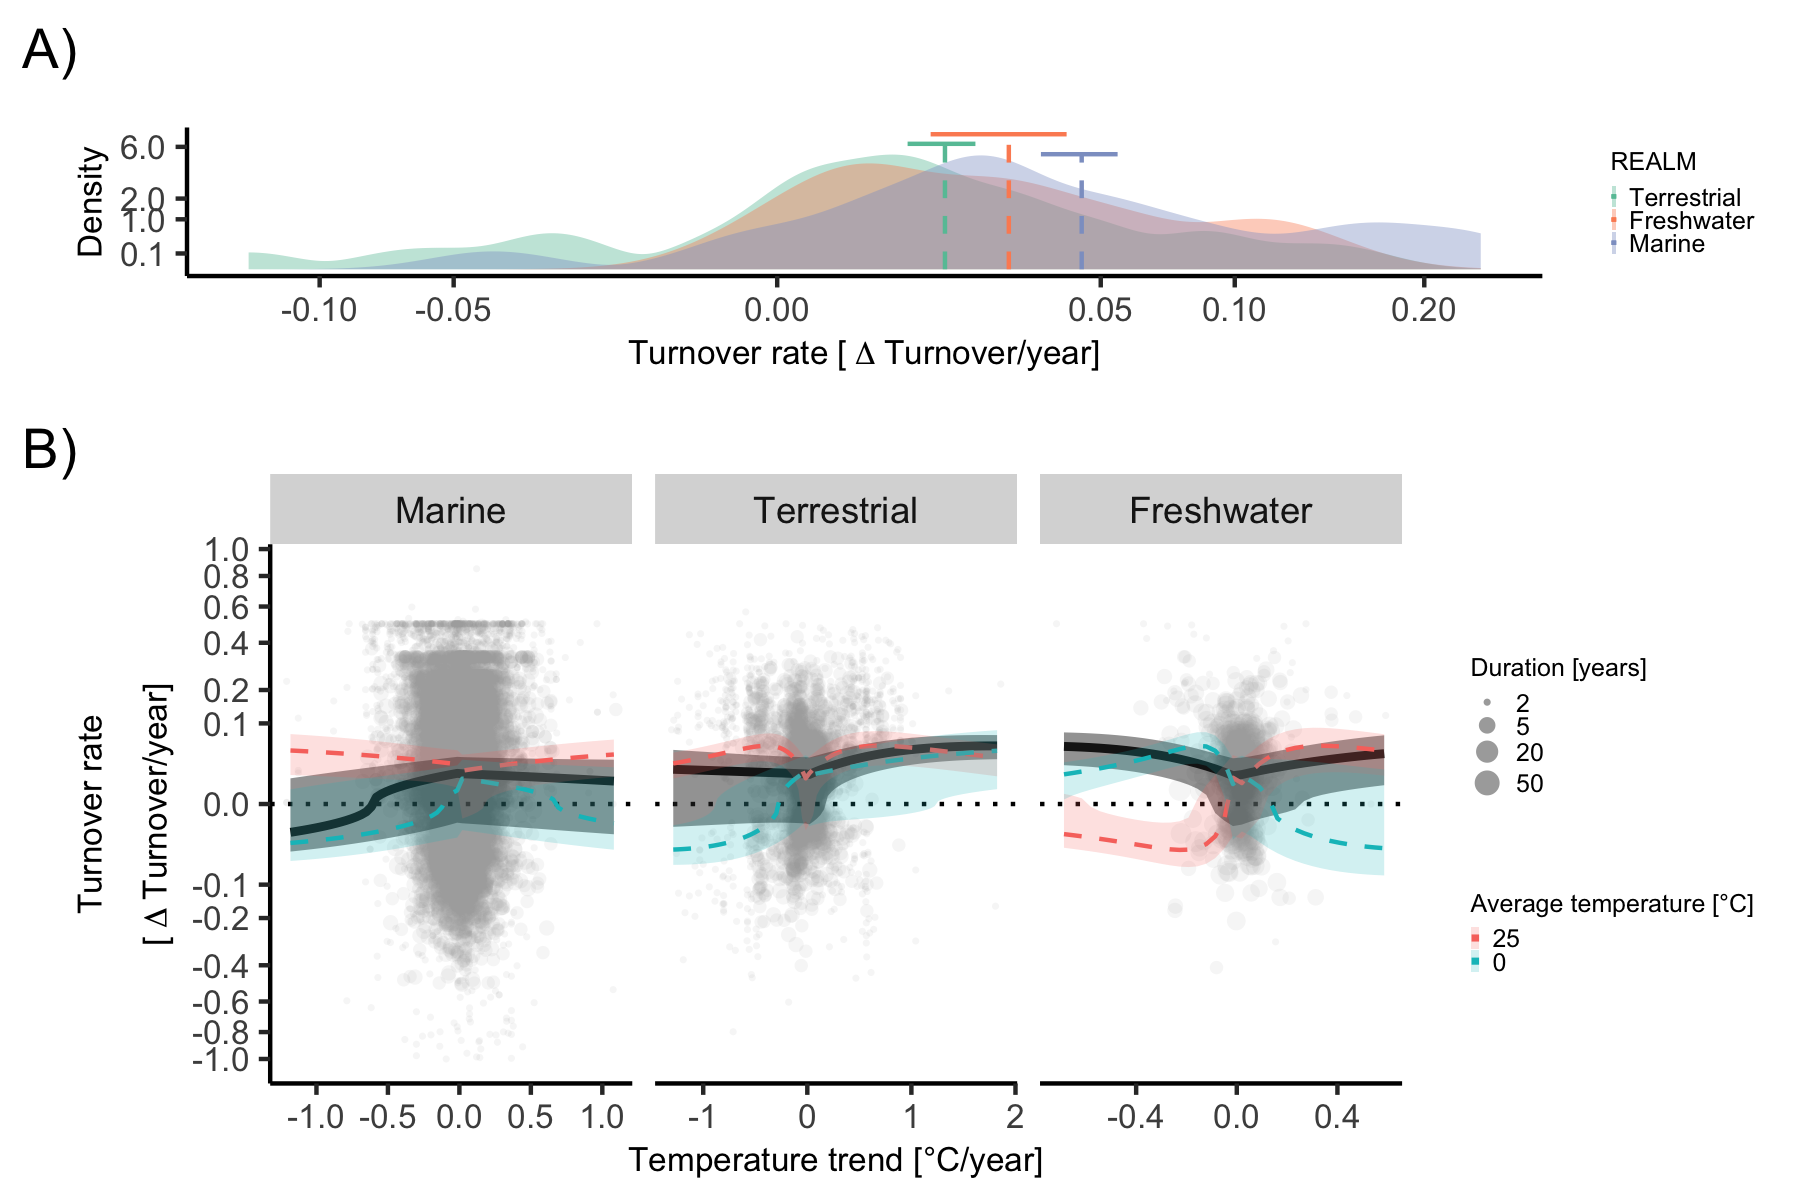 A)
Density
6.0
2.0
1.0
0.1
-0.10 -0.05 0.00 0.05 0.10 0.20
Turnover rate [ Δ Turnover/year]
REALM
Terrestrial
Freshwater
Marine
B)
Marine Terrestrial Freshwater
Turnover rate
[ Δ Turnover/year]
1.0
0.8
0.6
0.4
0.2
0.1
0.0
-0.1
-0.2
-0.4
-0.6
-0.8
-1.0
-1.0 -0.5 0.0 0.5 1.0 -1 0 1 2 -0.4 0.0 0.4
Temperature trend [°C/year]
Duration [years]
2
5
20
50
Average temperature [°C]
25
0